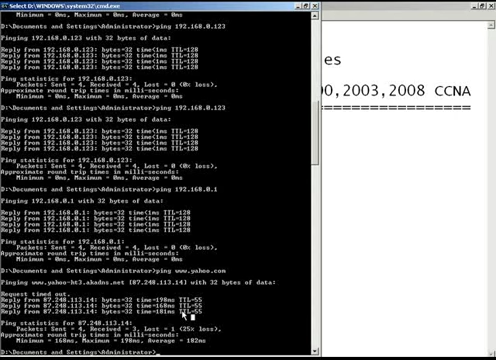 Select D:\WINDOWS\system32\cmd.exe
Minimum = 0ms, Maximum = 0ms, Average = 0ms
D:\Documents and Settings\Administrator>ping 192.168.0.123
Pinging 192.168.0.123 with 32 bytes of data:
Reply from 192.168.0.123: bytes=32 time<1ms TTL=128
Reply from 192.168.0.123: bytes=32 time<1ms TTL=128
Reply from 192.168.0.123: bytes=32 time<1ms TTL=128
Reply from 192.168.0.123: bytes=32 time<1ms TTL=128
Ping statistics for 192.168.0.123:
Packets: Sent = 4, Received = 4, Lost = 0 (0% loss),
Approximate round trip times in milli-seconds:
Minimum = 0ms, Maximum = 0ms, Average = 0ms
D:\Documents and Settings\Administrator>ping 192.168.0.123
Pinging 192.168.0.123 with 32 bytes of data:
Reply from 192.168.0.123: bytes=32 time<1ms TTL=128
Reply from 192.168.0.123: bytes=32 time<1ms TTL=128
Reply from 192.168.0.123: bytes=32 time<1ms TTL=128
Reply from 192.168.0.123: bytes=32 time<1ms TTL=128
Ping statistics for 192.168.0.123:
Packets: Sent = 4, Received = 4, Lost = 0 (0% loss),
Approximate round trip times in milli-seconds:
Minimum = 0ms, Maximum = 0ms, Average = 0ms
D:\Documents and Settings\Administrator>ping 192.168.0.1
Pinging 192.168.0.1 with 32 bytes of data:
Reply from 192.168.0.1: bytes=32 time<1ms TTL=128
Reply from 192.168.0.1: bytes=32 time<1ms TTL=128
Reply from 192.168.0.1: bytes=32 time<1ms TTL=128
Reply from 192.168.0.1: bytes=32 time<1ms TTL=128
Ping statistics for 192.168.0.1:
Packets: Sent = 4, Received = 4, Lost = 0 (0% loss),
Approximate round trip times in milli-seconds:
Minimum = 0ms, Maximum = 0ms, Average = 0ms
D:\Documents and Settings\Administrator>ping www.yahoo.com
Pinging www.yahoo-ht3.akadns.net [87.248.113.14] with 32 bytes of data:
Request timed out.
Reply from 87.248.113.14: bytes=32 time=198ms TTL=55
Reply from 87.248.113.14: bytes=32 time=168ms TTL=55
Reply from 87.248.113.14: bytes=32 time=181ms TTL=55
Ping statistics for 87.248.113.14:
Packets: Sent = 4, Received = 3, Lost = 1 (25% loss),
Approximate round trip times in milli-seconds:
Minimum = 168ms, Maximum = 198ms, Average = 182ms
D:\Documents and Settings\Administrator>
es
00,2003,2008 CCNA
=================